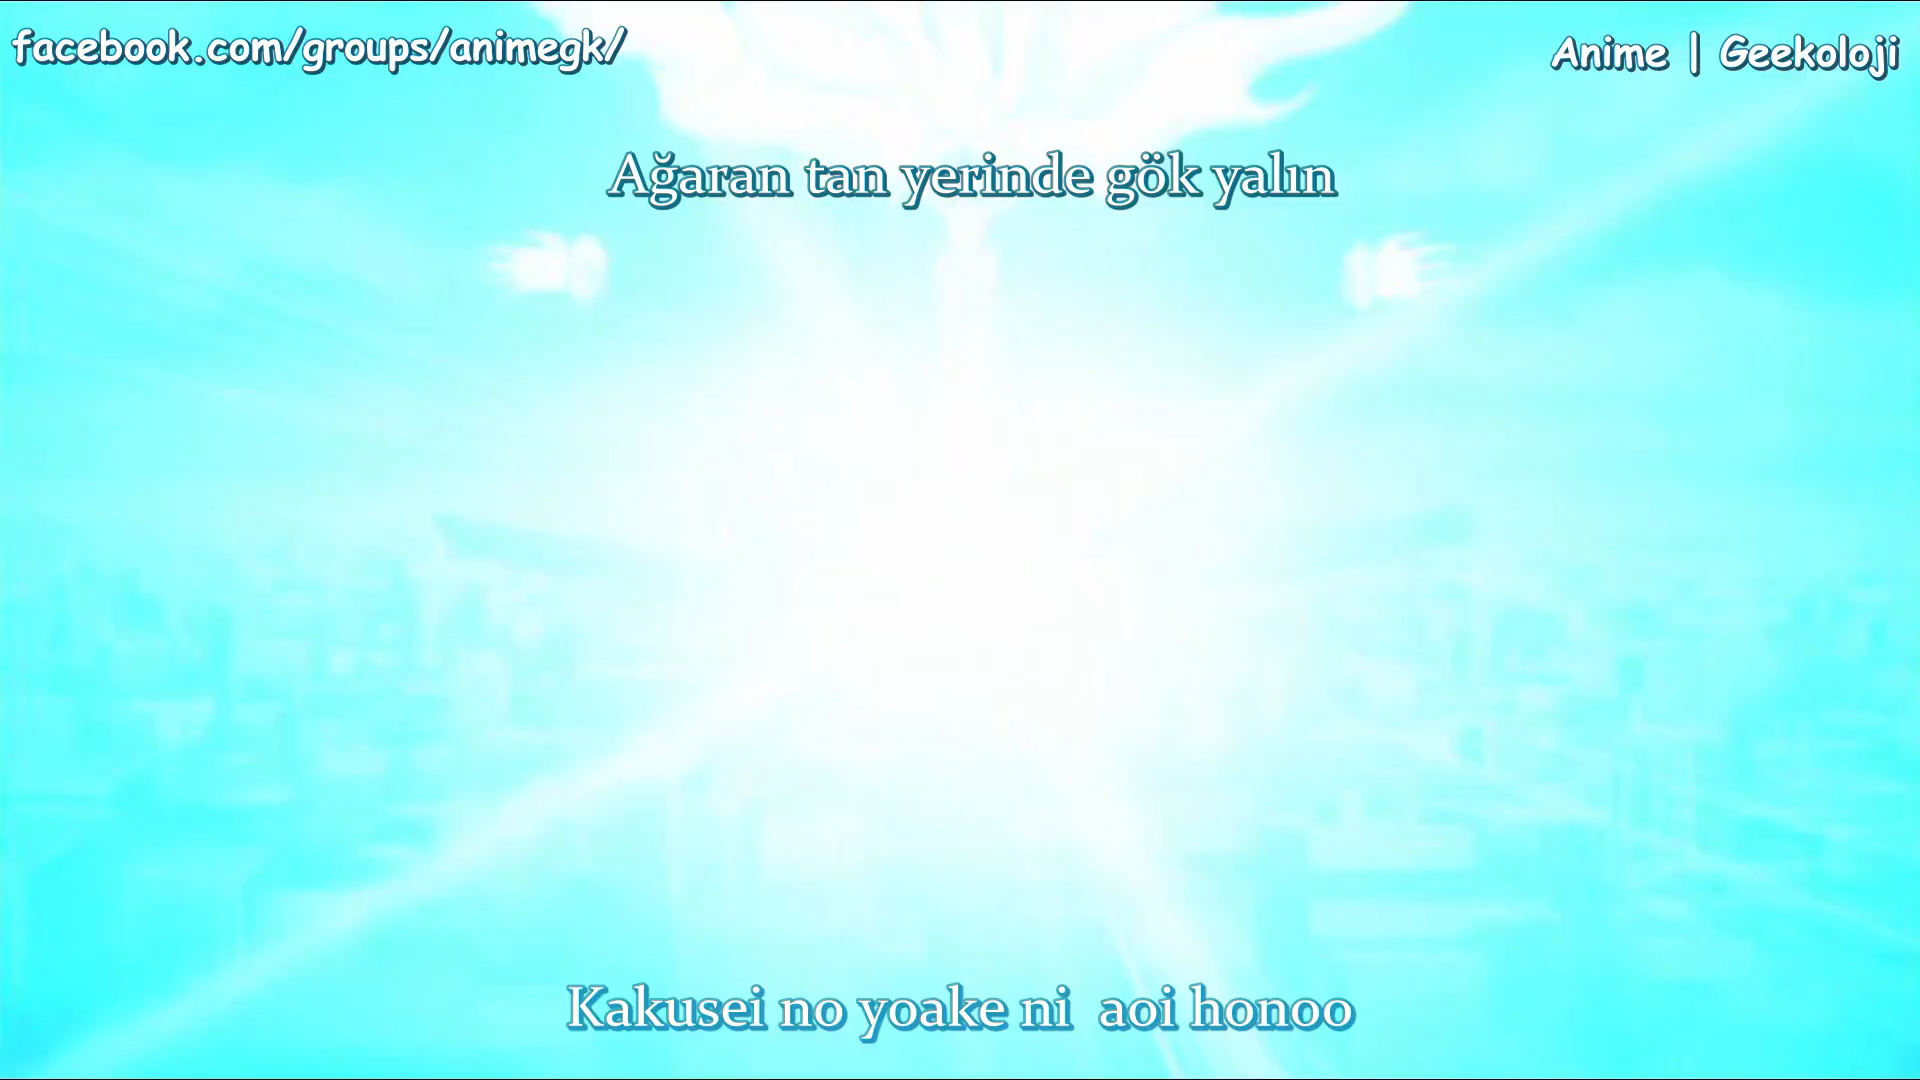 facebook.com/groups/animegk/
Anime | Geekoloji
Ağaran tan yerinde gök yalın
Kakusei no yoake ni  aoi honoo